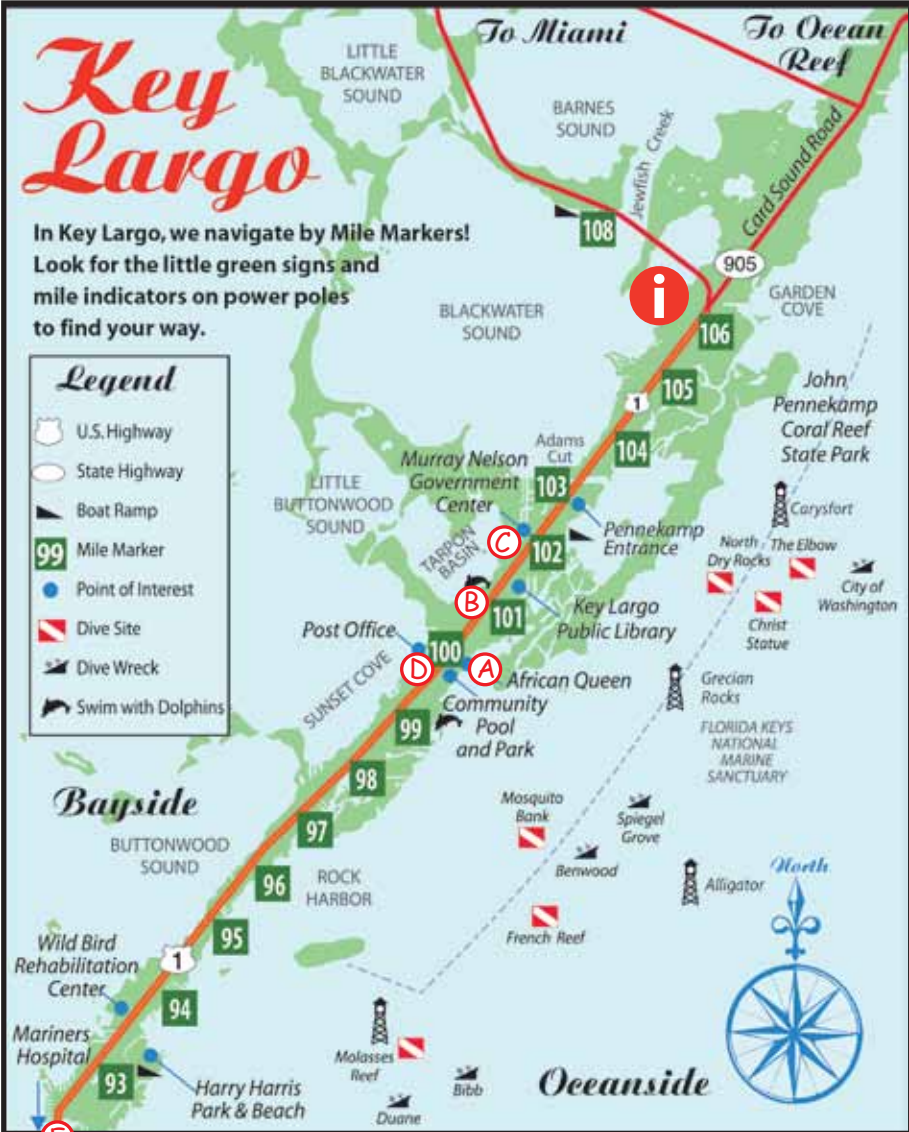 Key
Largo
To Miami
To Ocean
Reef
LITTLE
BLACKWATER
SOUND
BARNES
SOUND
Jewfish Creek
Card Sound Road
In Key Largo, we navigate by Mile Markers!
Look for the little green signs and
mile indicators on power poles
to find your way.
108
905
i
GARDEN
COVE
BLACKWATER
SOUND
106
105
1
104
John
Pennekamp
Coral Reef
State Park
Legend
U.S. Highway
State Highway
Boat Ramp
99 Mile Marker
Point of Interest
Dive Site
Dive Wreck
Swim with Dolphins
Adams
Cut
Murray Nelson
Government
Center
103
LITTLE
BUTTONWOOD
SOUND
TARPON
BASIN
C
102
Pennekamp
Entrance
Carysfort
North
Dry Rocks
The Elbow
City of
Washington
Christ
Statue
B
101
Key Largo
Public Library
Post Office
100
D
A
African Queen
SUNSET COVE
Community
Pool
and Park
99
Grecian
Rocks
FLORIDA KEYS
NATIONAL
MARINE
SANCTUARY
98
Bayside
97
Mosquito
Bank
Spiegel
Grove
BUTTONWOOD
SOUND
96
ROCK
HARBOR
Benwood
Alligator
North
French Reef
95
Wild Bird
Rehabilitation
Center
1
94
Mariners
Hospital
93
Harry Harris
Park & Beach
Molasses
Reef
Bibb
Duane
Oceanside